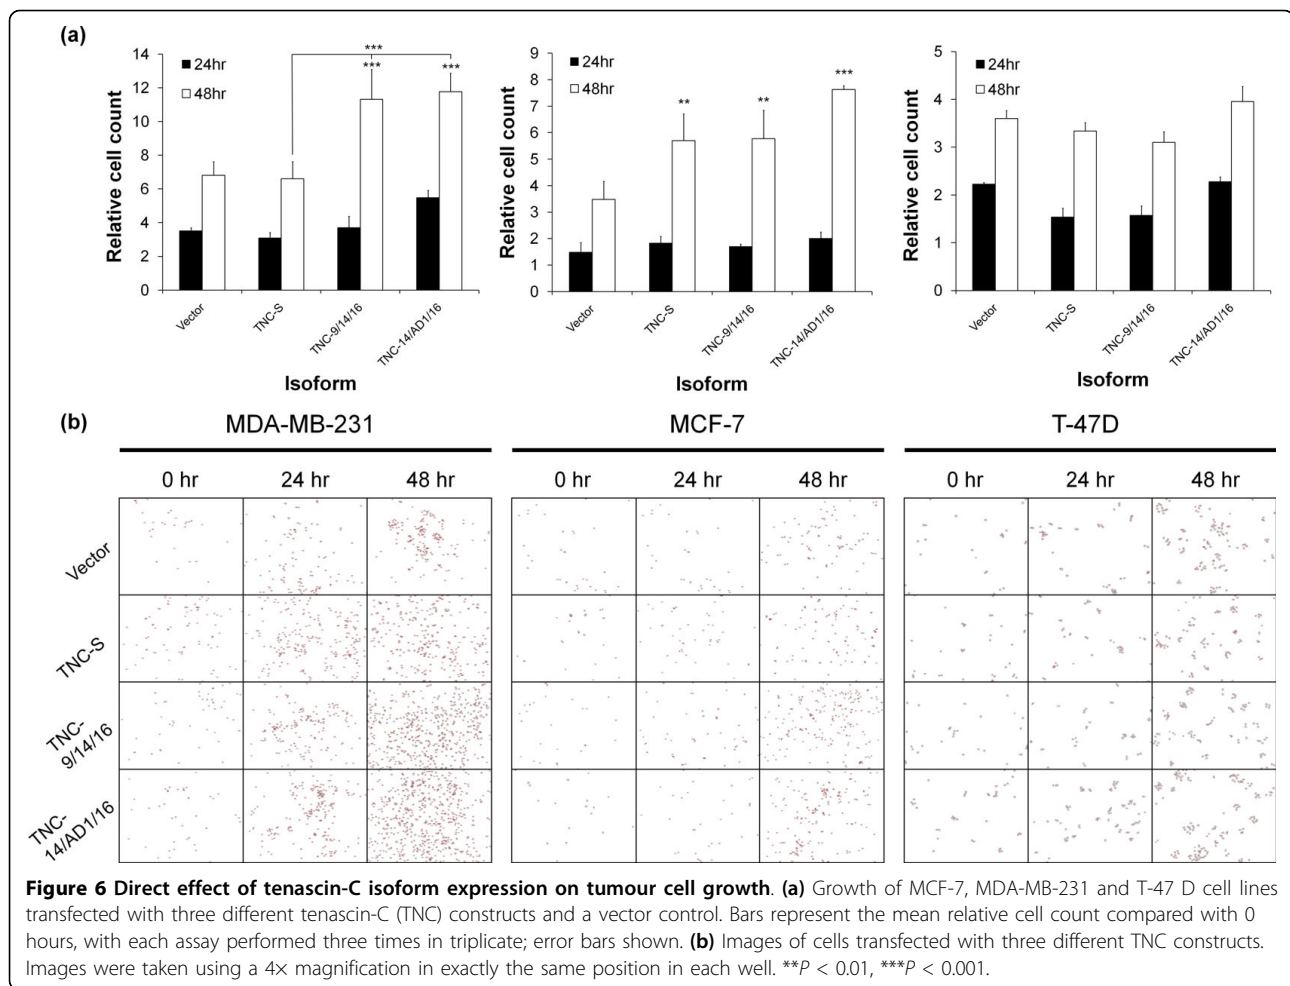 (a)
***
***
***
24hr
48hr
14
12
10
8
6
4
2
0
Relative cell count
Vector
TNC-S
TNC-9/14/16
TNC-14/AD1/16
Isoform
**
**
***
24hr
48hr
9
8
7
6
5
4
3
2
1
0
Relative cell count
Vector
TNC-S
TNC-9/14/16
TNC-14/AD1/16
Isoform
24hr
48hr
5
4
3
2
1
0
Relative cell count
Vector
TNC-S
TNC-9/14/16
TNC-14/AD1/16
Isoform
(b)
MDA-MB-231
MCF-7
T-47D
0 hr 24 hr 48 hr
0 hr 24 hr 48 hr
0 hr 24 hr 48 hr
Vector
TNC-S
TNC-
9/14/16
TNC-
14/AD1/16
Figure 6 Direct effect of tenascin-C isoform expression on tumour cell growth. (a) Growth of MCF-7, MDA-MB-231 and T-47 D cell lines
transfected with three different tenascin-C (TNC) constructs and a vector control. Bars represent the mean relative cell count compared with 0
hours, with each assay performed three times in triplicate; error bars shown. (b) Images of cells transfected with three different TNC constructs.
Images were taken using a 4× magnification in exactly the same position in each well. **P < 0.01, ***P < 0.001.